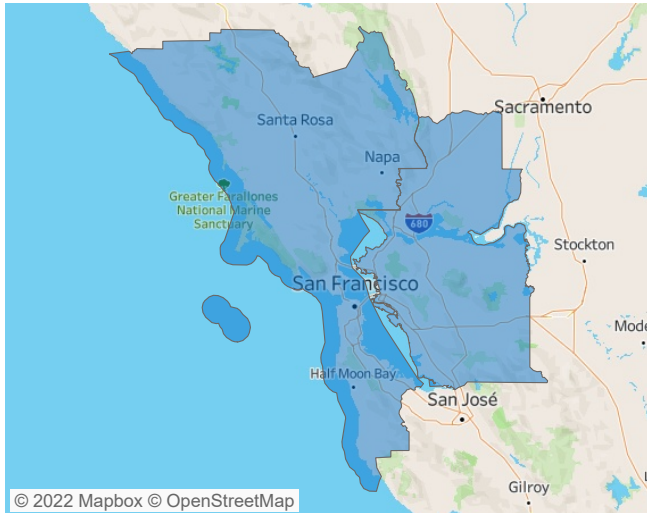 Sacramento
Santa Rosa
Napa
Greater Farallones
National Marine
Sanctuary
680
Stockton
San Francisco
Mode
Half Moon Bay
San José
Gilroy
L
© 2022 Mapbox © OpenStreetMap